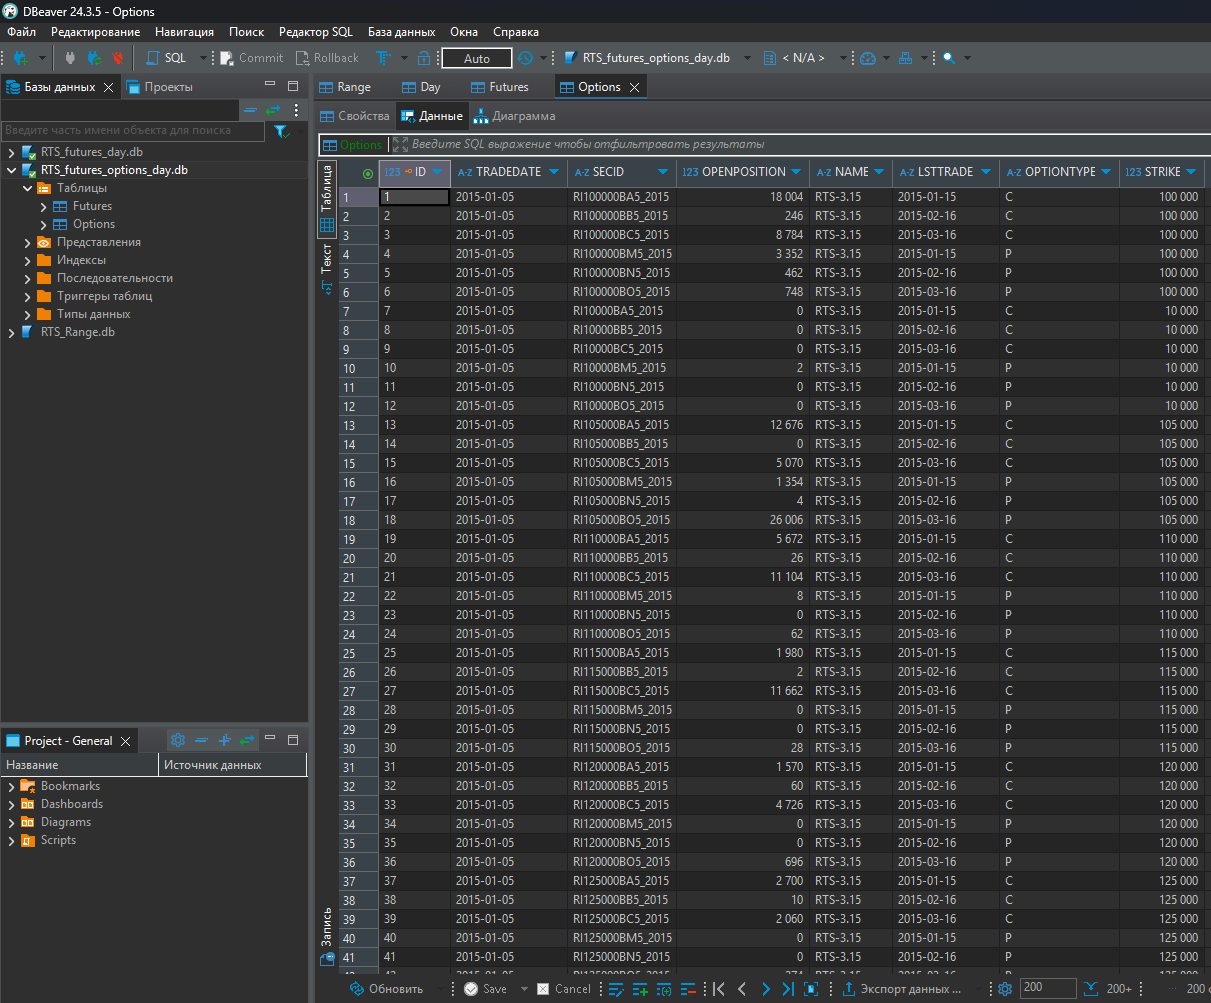 DBeaver 24.3.5 - Options
Файл Редактирование Навигация Поиск Редактор SQL База данных Окна Справка
SQL Commit Rollback Auto RTS_futures_options_day.db < N/A >
Базы данных Проекты
Введите часть имени объекта для поиска
RTS_futures_day.db
RTS_futures_options_day.db
Таблицы
Futures
Options
Представления
Индексы
Последовательности
Триггеры таблиц
Типы данных
RTS_Range.db
Project - General
Название Источник данных
Bookmarks
Dashboards
Diagrams
Scripts
Range Day Futures Options
Свойства Данные Диаграмма
Options Введите SQL выражение чтобы отфильтровать результаты
Таблица
Текст
Запись
123 ID A-Z TRADEDATE A-Z SECID 123 OPENPOSITION A-Z NAME A-Z LSTTRADE A-Z OPTIONTYPE 123 STRIKE
1 1 2015-01-05 RI100000BA5_2015 18 004 RTS-3.15 2015-01-15 C 100 000
2 2 2015-01-05 RI100000BB5_2015 246 RTS-3.15 2015-02-16 C 100 000
3 3 2015-01-05 RI100000BC5_2015 8 784 RTS-3.15 2015-03-16 C 100 000
4 4 2015-01-05 RI100000BM5_2015 3 352 RTS-3.15 2015-01-15 P 100 000
5 5 2015-01-05 RI100000BN5_2015 462 RTS-3.15 2015-02-16 P 100 000
6 6 2015-01-05 RI100000BO5_2015 748 RTS-3.15 2015-03-16 P 100 000
7 7 2015-01-05 RI10000BA5_2015 0 RTS-3.15 2015-01-15 C 10 000
8 8 2015-01-05 RI10000BB5_2015 0 RTS-3.15 2015-02-16 C 10 000
9 9 2015-01-05 RI10000BC5_2015 0 RTS-3.15 2015-03-16 C 10 000
10 10 2015-01-05 RI10000BM5_2015 2 RTS-3.15 2015-01-15 P 10 000
11 11 2015-01-05 RI10000BN5_2015 0 RTS-3.15 2015-02-16 P 10 000
12 12 2015-01-05 RI10000BO5_2015 0 RTS-3.15 2015-03-16 P 10 000
13 13 2015-01-05 RI105000BA5_2015 12 676 RTS-3.15 2015-01-15 C 105 000
14 14 2015-01-05 RI105000BB5_2015 0 RTS-3.15 2015-02-16 C 105 000
15 15 2015-01-05 RI105000BC5_2015 5 070 RTS-3.15 2015-03-16 C 105 000
16 16 2015-01-05 RI105000BM5_2015 1 354 RTS-3.15 2015-01-15 P 105 000
17 17 2015-01-05 RI105000BN5_2015 4 RTS-3.15 2015-02-16 P 105 000
18 18 2015-01-05 RI105000BO5_2015 26 006 RTS-3.15 2015-03-16 P 105 000
19 19 2015-01-05 RI110000BA5_2015 5 672 RTS-3.15 2015-01-15 C 110 000
20 20 2015-01-05 RI110000BB5_2015 26 RTS-3.15 2015-02-16 C 110 000
21 21 2015-01-05 RI110000BC5_2015 11 104 RTS-3.15 2015-03-16 C 110 000
22 22 2015-01-05 RI110000BM5_2015 8 RTS-3.15 2015-01-15 P 110 000
23 23 2015-01-05 RI110000BN5_2015 0 RTS-3.15 2015-02-16 P 110 000
24 24 2015-01-05 RI110000BO5_2015 62 RTS-3.15 2015-03-16 P 110 000
25 25 2015-01-05 RI115000BA5_2015 1 980 RTS-3.15 2015-01-15 C 115 000
26 26 2015-01-05 RI115000BB5_2015 2 RTS-3.15 2015-02-16 C 115 000
27 27 2015-01-05 RI115000BC5_2015 11 662 RTS-3.15 2015-03-16 C 115 000
28 28 2015-01-05 RI115000BM5_2015 0 RTS-3.15 2015-01-15 P 115 000
29 29 2015-01-05 RI115000BN5_2015 0 RTS-3.15 2015-02-16 P 115 000
30 30 2015-01-05 RI115000BO5_2015 28 RTS-3.15 2015-03-16 P 115 000
31 31 2015-01-05 RI120000BA5_2015 1 570 RTS-3.15 2015-01-15 C 120 000
32 32 2015-01-05 RI120000BB5_2015 60 RTS-3.15 2015-02-16 C 120 000
33 33 2015-01-05 RI120000BC5_2015 4 726 RTS-3.15 2015-03-16 C 120 000
34 34 2015-01-05 RI120000BM5_2015 0 RTS-3.15 2015-01-15 P 120 000
35 35 2015-01-05 RI120000BN5_2015 0 RTS-3.15 2015-02-16 P 120 000
36 36 2015-01-05 RI120000BO5_2015 696 RTS-3.15 2015-03-16 P 120 000
37 37 2015-01-05 RI125000BA5_2015 2 700 RTS-3.15 2015-01-15 C 125 000
38 38 2015-01-05 RI125000BB5_2015 10 RTS-3.15 2015-02-16 C 125 000
39 39 2015-01-05 RI125000BC5_2015 2 060 RTS-3.15 2015-03-16 C 125 000
40 40 2015-01-05 RI125000BM5_2015 0 RTS-3.15 2015-01-15 P 125 000
41 41 2015-01-05 RI125000BN5_2015 0 RTS-3.15 2015-02-16 P 125 000
Обновить Save Cancel Экспорт данных ... 200 200+ ... 200